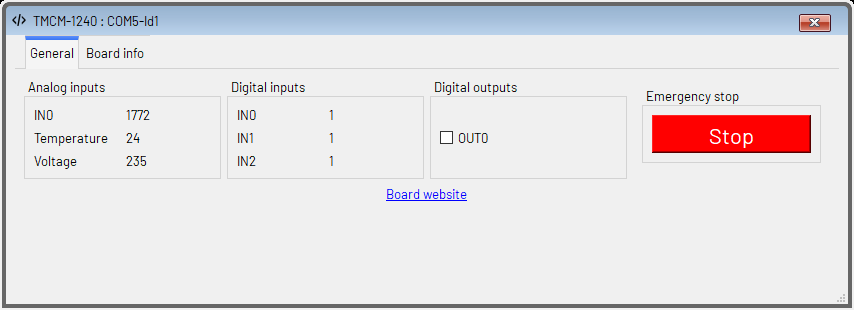 </> TMCM-1240 : COM5-Id1
General Board info
Analog inputs Digital inputs Digital outputs Emergency stop
IN0 1772 IN0 1
Temperature 24 IN1 1 OUT0 Stop
Voltage 235 IN2 1
Board website